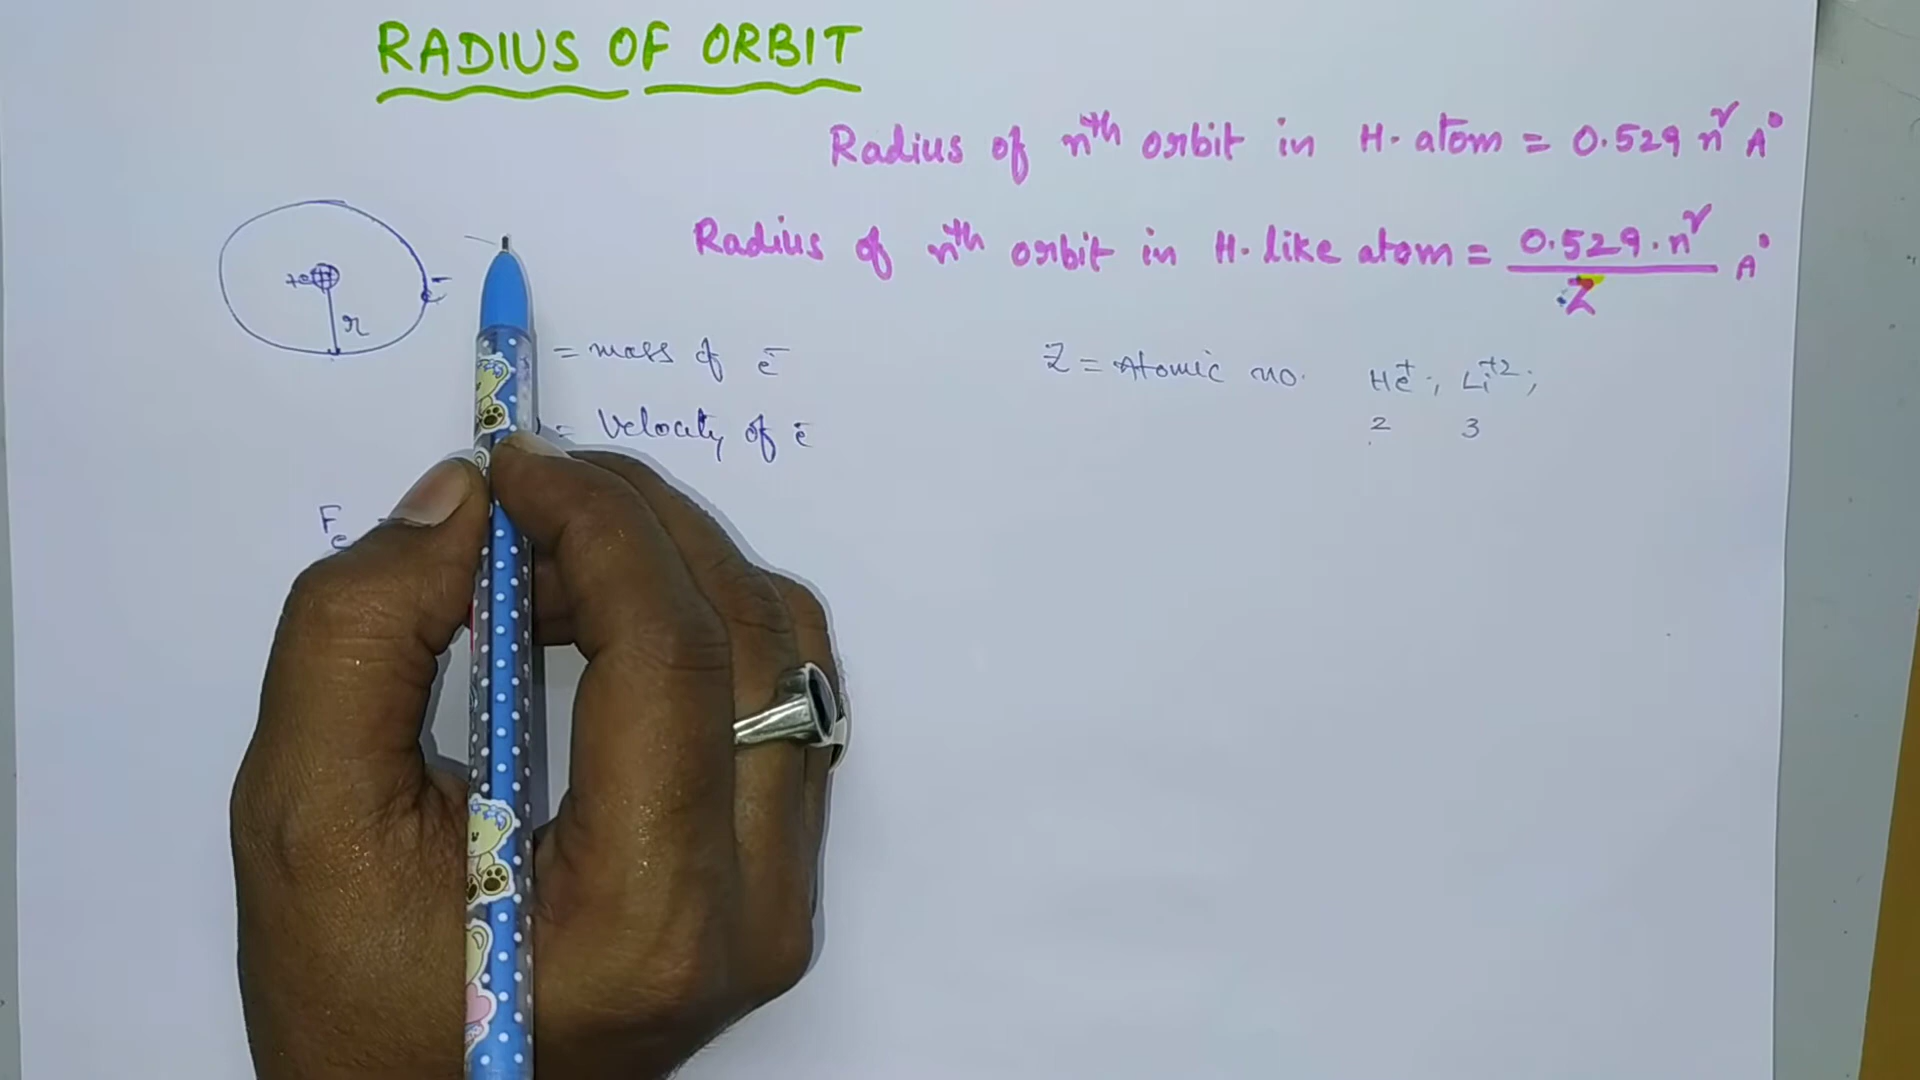 RADIUS OF ORBIT
Radius of nth orbit in H. atom = 0.529 n² A°
Radius of nth orbit in H. like atom = 0.529 . n² / Z A°
+e
e-
r
= mass of e-
= Velocity of e-
Z = Atomic no.
He+ ; Li+2 ;
2 3
Fe